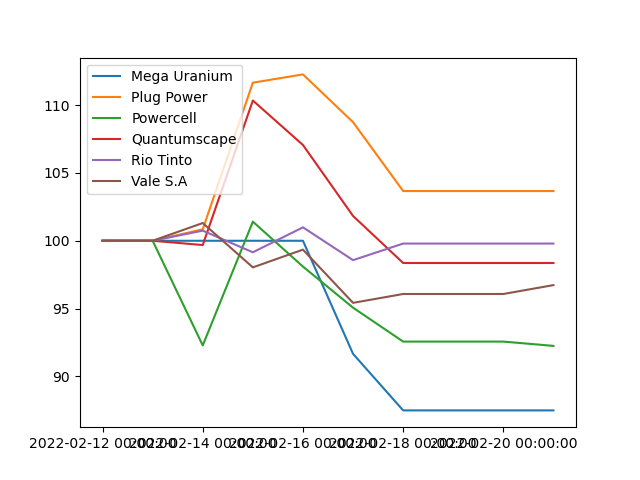 Mega Uranium
Plug Power
Powercell
Quantumscape
Rio Tinto
Vale S.A
110
105
100
95
90
2022-02-12 00:00:00 2022-02-14 00:00:00 2022-02-16 00:00:00 2022-02-18 00:00:00 2022-02-20 00:00:00